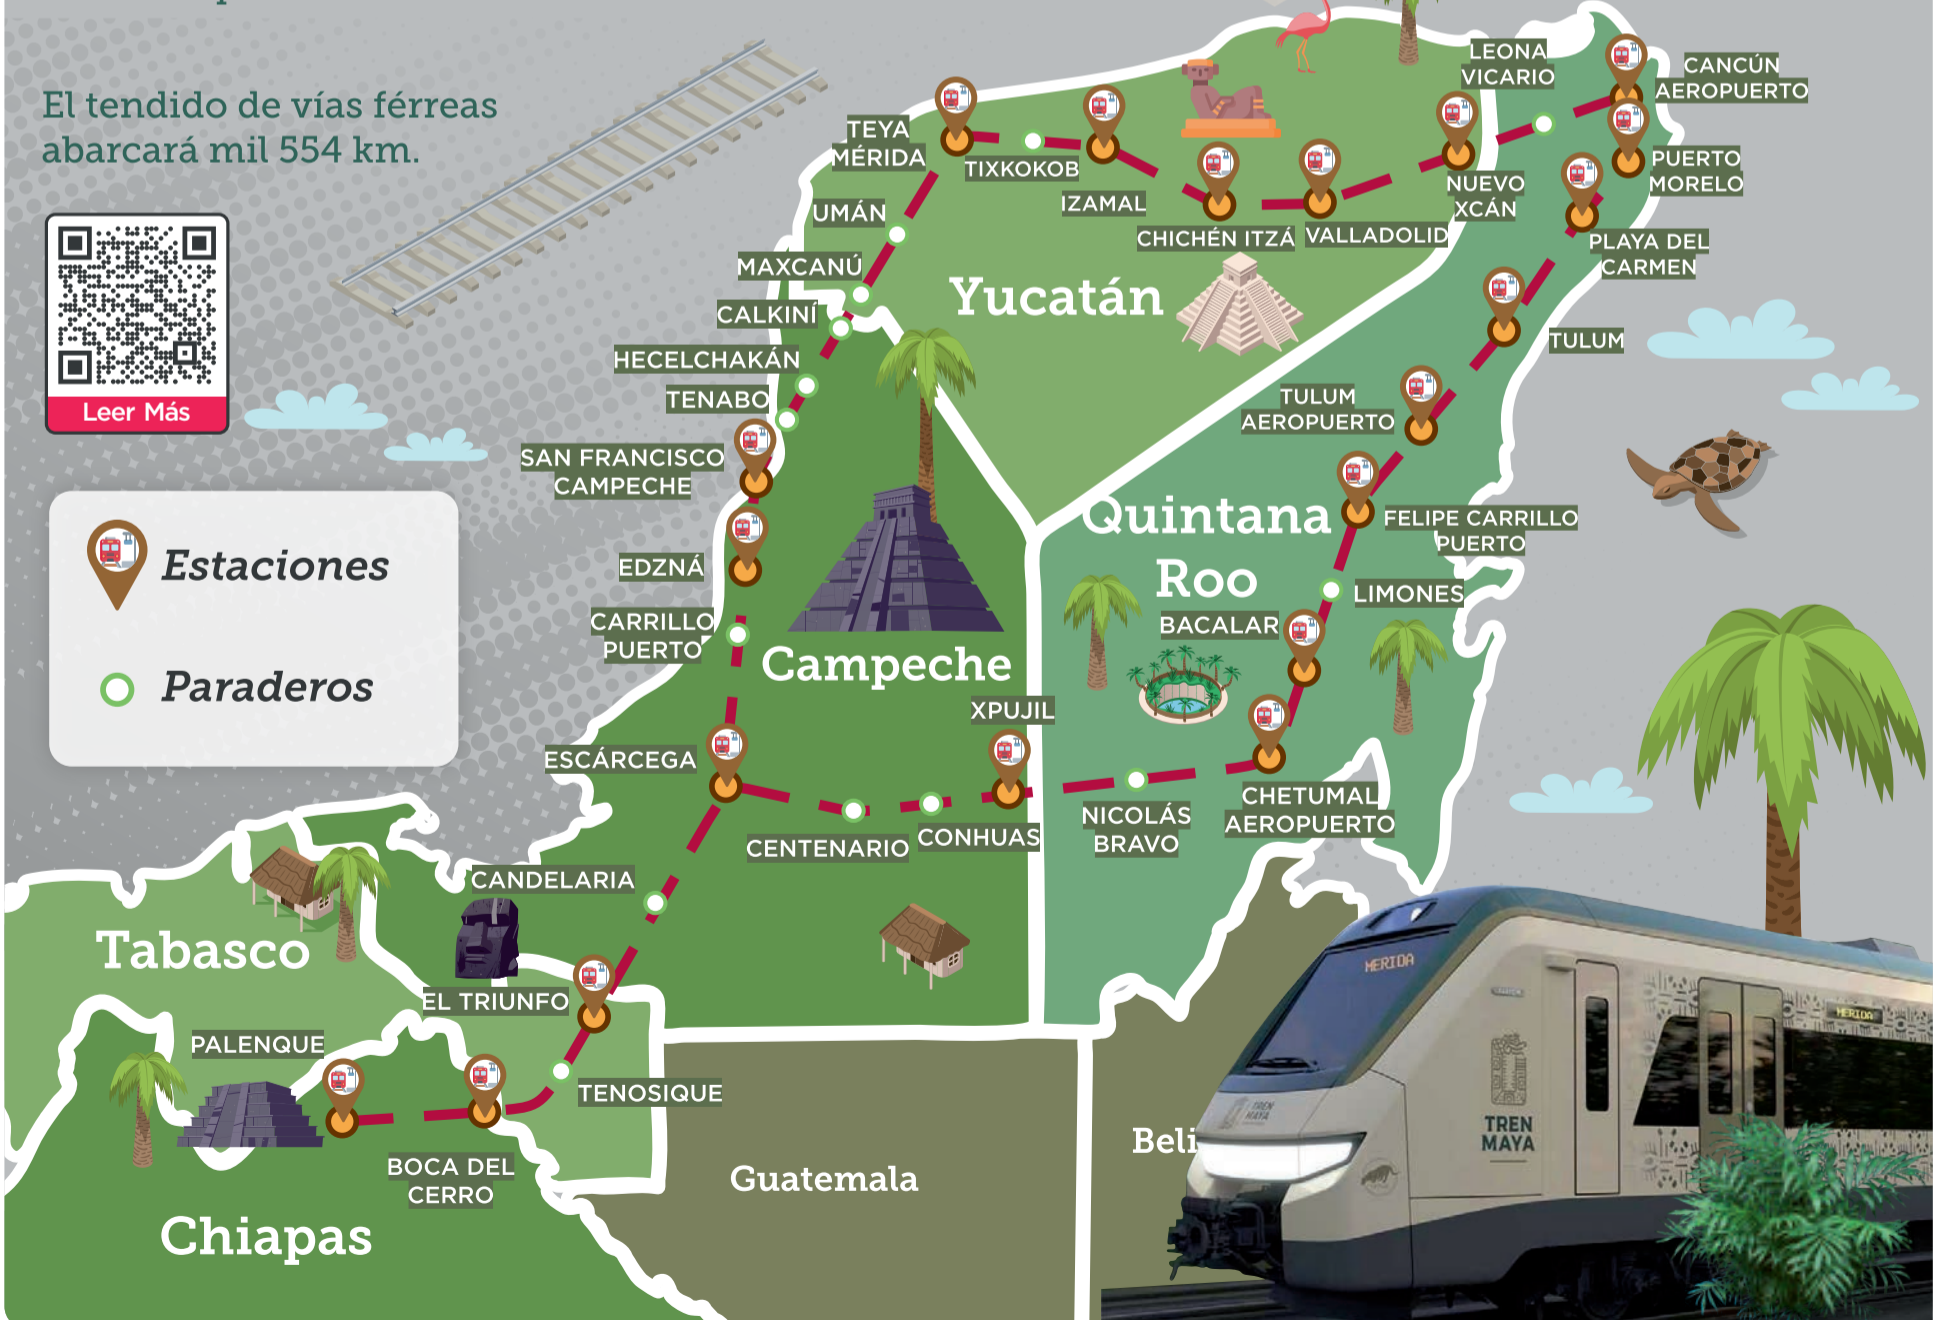 El tendido de vías férreas
abarcará mil 554 km.
Leer Más
Estaciones
Paraderos
LEONA
VICARIO
CANCÚN
AEROPUERTO
TEYA
MÉRIDA
TIXKOKOB
IZAMAL
CHICHÉN ITZÁ
VALLADOLID
NUEVO
XCÁN
PUERTO
MORELO
PLAYA DEL
CARMEN
UMÁN
MAXCANÚ
CALKINÍ
HECELCHAKÁN
TENABO
Yucatán
TULUM
TULUM
AEROPUERTO
SAN FRANCISCO
CAMPECHE
EDZNÁ
CARRILLO
PUERTO
Quintana
Roo
FELIPE CARRILLO
PUERTO
LIMONES
BACALAR
Campeche
XPUJIL
ESCÁRCEGA
CENTENARIO
CONHUAS
NICOLÁS
BRAVO
CHETUMAL
AEROPUERTO
CANDELARIA
Tabasco
EL TRIUNFO
PALENQUE
TENOSIQUE
BOCA DEL
CERRO
Chiapas
Guatemala
Beli
MERIDA
MERIDA
TREN
MAYA
TREN
MAYA